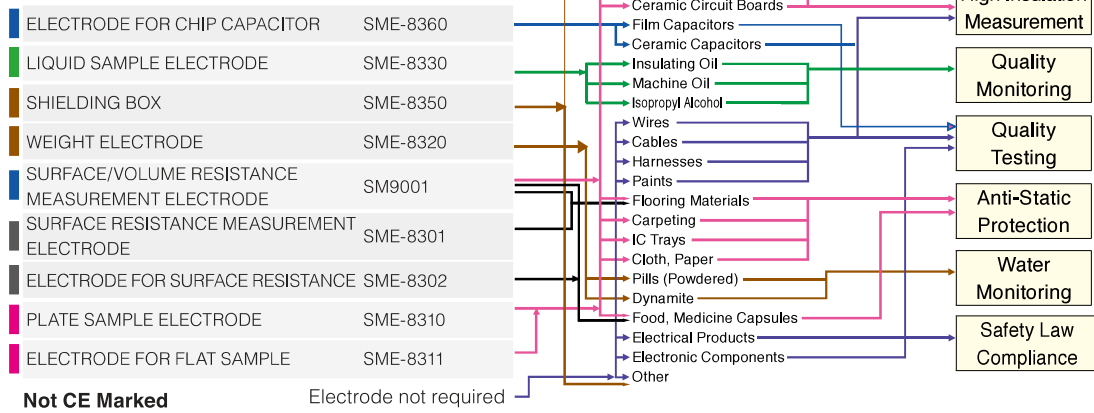 ELECTRODE FOR CHIP CAPACITOR SME-8360
LIQUID SAMPLE ELECTRODE SME-8330
SHIELDING BOX SME-8350
WEIGHT ELECTRODE SME-8320
SURFACE/VOLUME RESISTANCE
MEASUREMENT ELECTRODE SM9001
SURFACE RESISTANCE MEASUREMENT
ELECTRODE SME-8301
ELECTRODE FOR SURFACE RESISTANCE SME-8302
PLATE SAMPLE ELECTRODE SME-8310
ELECTRODE FOR FLAT SAMPLE SME-8311
Not CE Marked
Electrode not required
Ceramic Circuit Boards
Film Capacitors
Ceramic Capacitors
Insulating Oil
Machine Oil
Isopropyl Alcohol
Wires
Cables
Harnesses
Paints
Flooring Materials
Carpeting
IC Trays
Cloth, Paper
Pills (Powdered)
Dynamite
Food, Medicine Capsules
Electrical Products
Electronic Components
Other
High Insulation
Measurement
Quality
Monitoring
Quality
Testing
Anti-Static
Protection
Water
Monitoring
Safety Law
Compliance